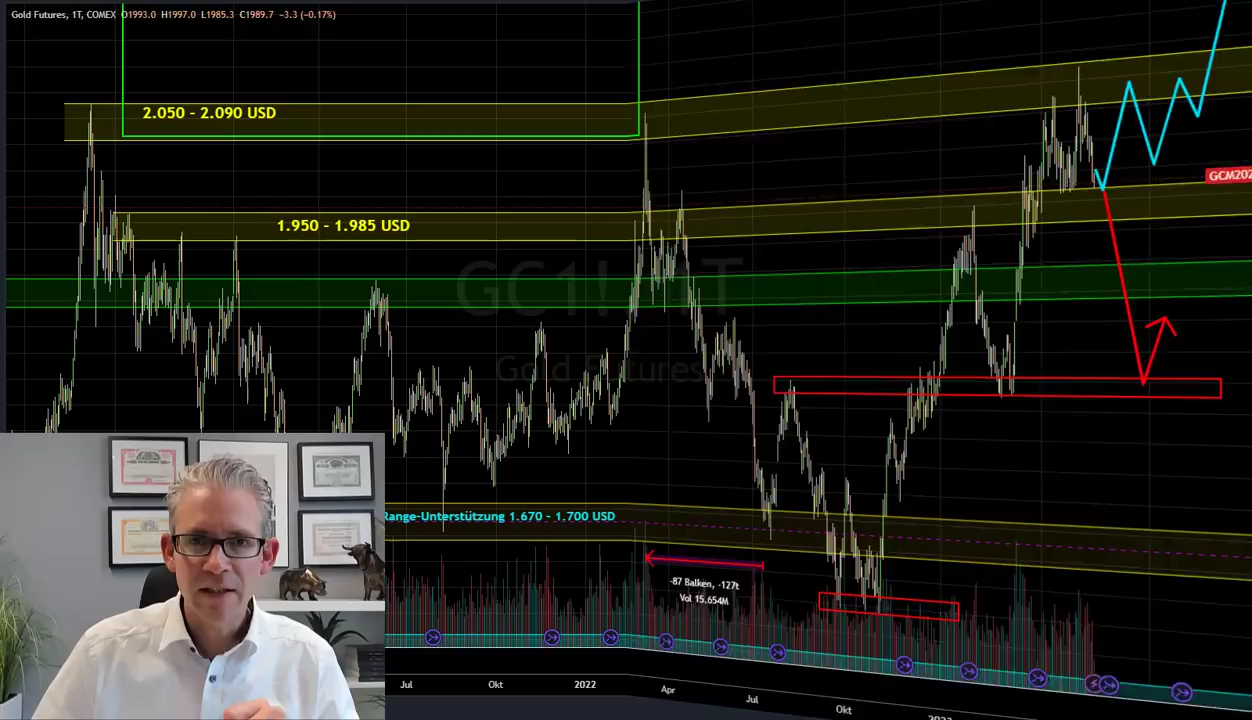 Gold Futures, 1T, COMEX O1993.0 H1997.0 L1985.3 C1989.7 −3.3 (−0.17%)
2.050 - 2.090 USD
GCM202
1.950 - 1.985 USD
GC1!, 1T
Gold Futures
Range-Unterstützung 1.670 - 1.700 USD
-87 Balken, -127t
Vol 15.654M
Jul
Okt
2022
Apr
Jul
Okt